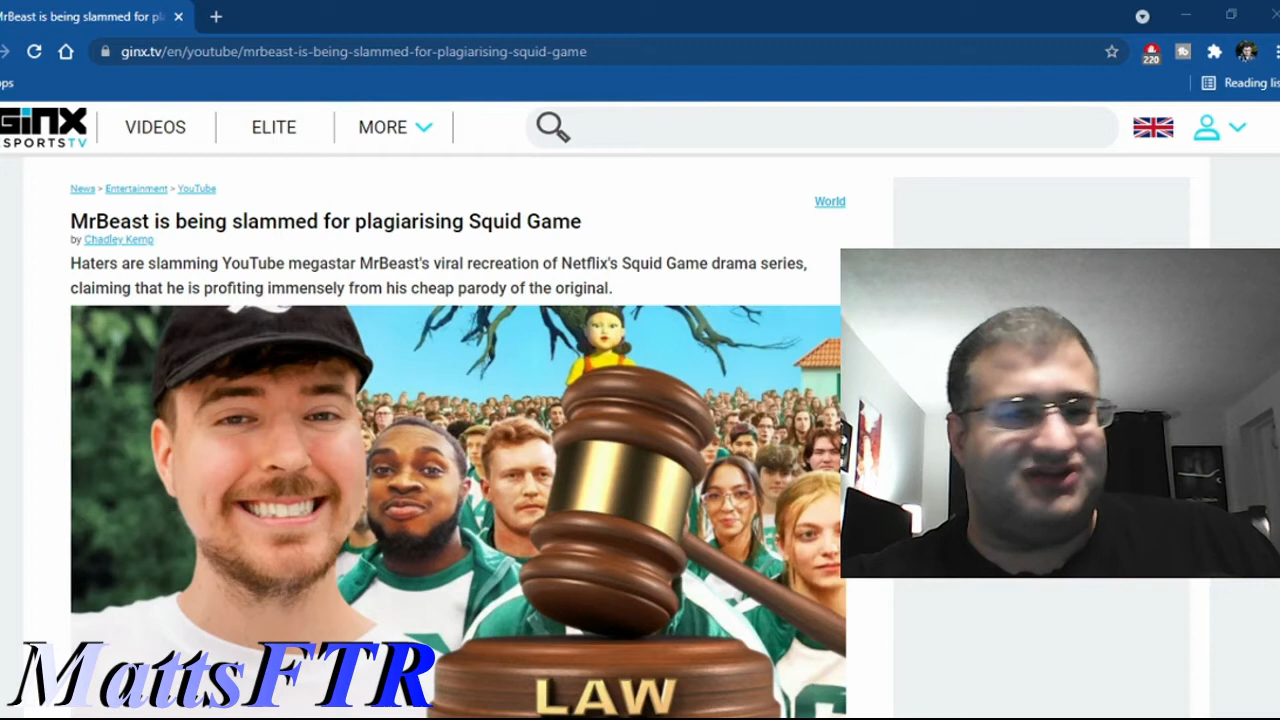 MrBeast is being slammed for pl
ginx.tv/en/youtube/mrbeast-is-being-slammed-for-plagiarising-squid-game
220
Reading lis
GINX
ESPORTSTV
VIDEOS
ELITE
MORE
News > Entertainment > YouTube
World
MrBeast is being slammed for plagiarising Squid Game
by Chadley Kemp
Haters are slamming YouTube megastar MrBeast's viral recreation of Netflix's Squid Game drama series,
claiming that he is profiting immensely from his cheap parody of the original.
LAW
MattsFTR